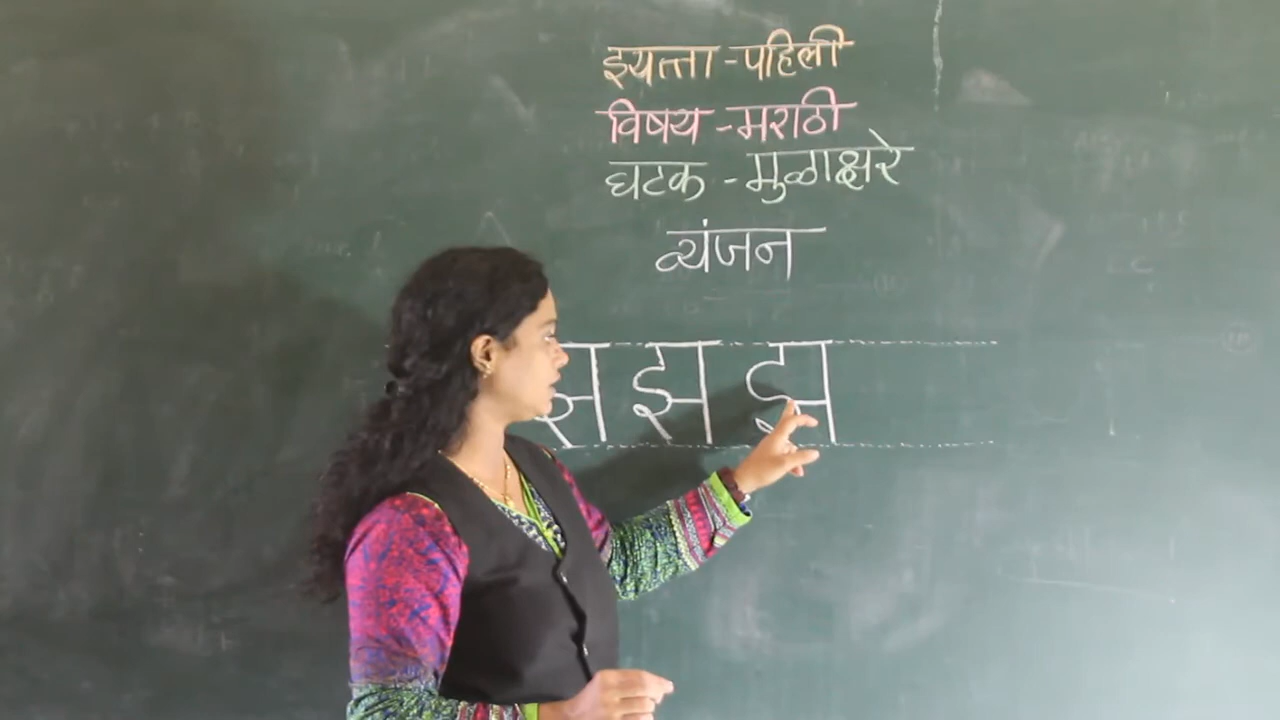 इयत्ता - पहिली
विषय - मराठी
घटक - मुळाक्षरे
व्यंजन
झ झ झ